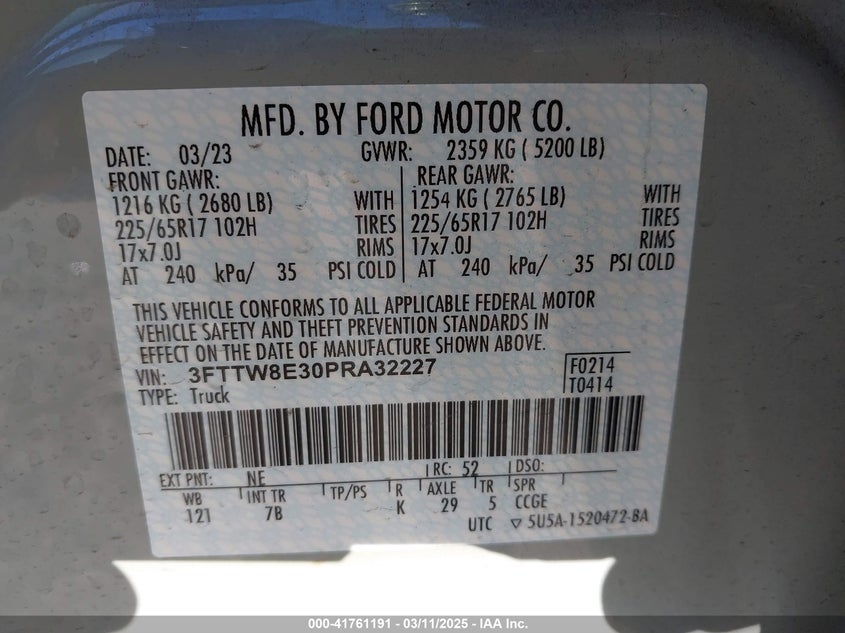 MFD. BY FORD MOTOR CO.
DATE: 03/23 GVWR: 2359 KG ( 5200 LB)
FRONT GAWR: REAR GAWR:
1216 KG ( 2680 LB) WITH 1254 KG ( 2765 LB) WITH
225/65R17 102H TIRES 225/65R17 102H TIRES
17x7.0J RIMS 17x7.0J RIMS
AT 240 kPa/ 35 PSI COLD AT 240 kPa/ 35 PSI COLD
THIS VEHICLE CONFORMS TO ALL APPLICABLE FEDERAL MOTOR
VEHICLE SAFETY AND THEFT PREVENTION STANDARDS IN
EFFECT ON THE DATE OF MANUFACTURE SHOWN ABOVE.
VIN: 3FTTW8E30PRA32227 F0214
TYPE: Truck T0414
EXT PNT: NE RC: 52 DSO:
WB INT TR TP/PS R AXLE TR SPR
121 7B K 29 5 CCGE
UTC ▽ 5U5A-1520472-BA
000-41761191 - 03/11/2025 - IAA Inc.